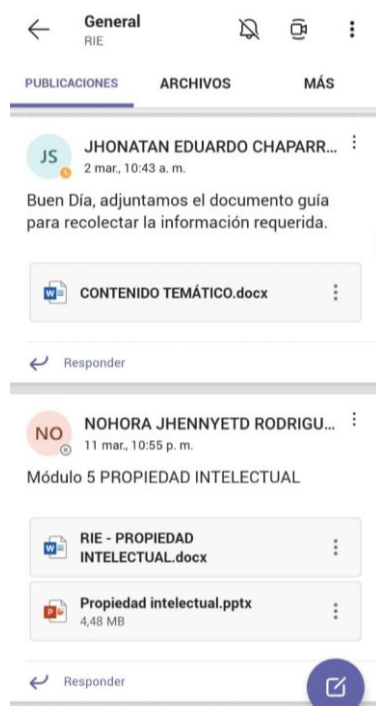 General
RIE
PUBLICACIONES
ARCHIVOS
MÁS
JS
JHONATAN EDUARDO CHAPARR...
2 mar., 10:43 a. m.
Buen Día, adjuntamos el documento guía
para recolectar la información requerida.
CONTENIDO TEMÁTICO.docx
Responder
NO
NOHORA JHENNYETD RODRIGU...
11 mar., 10:55 p. m.
Módulo 5 PROPIEDAD INTELECTUAL
RIE - PROPIEDAD
INTELECTUAL.docx
Propiedad intelectual.pptx
4,48 MB
Responder